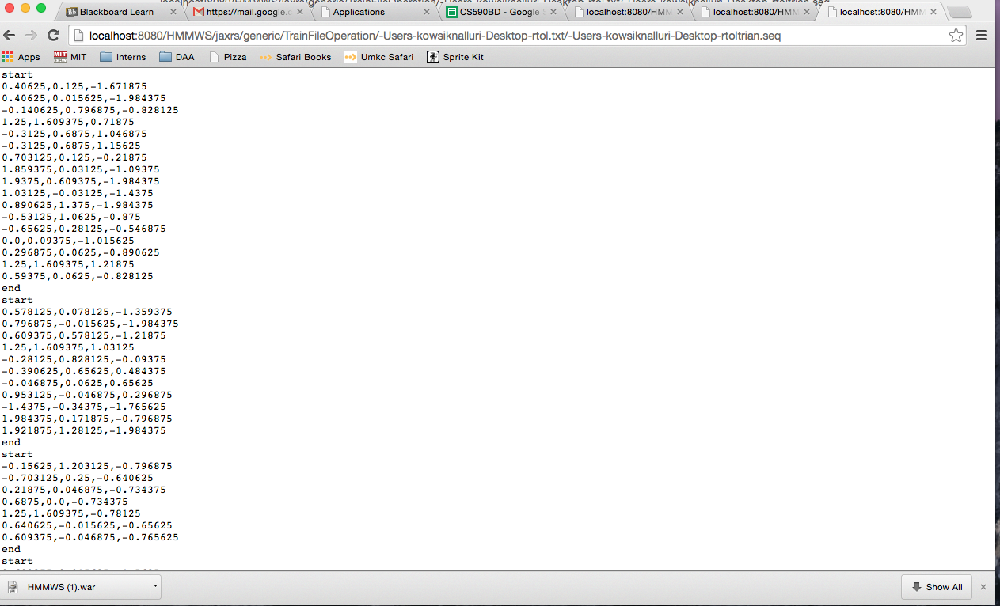 Blackboard Learn
https://mail.google.c
Applications
CS590BD - Google
localhost:8080/HMM
localhost:8080/HMM
localhost:8080/HMM
localhost:8080/HMMWS/jaxrs/generic/TrainFileOperation/-Users-kowsiknalluri-Desktop-rtol.txt/-Users-kowsiknalluri-Desktop-rtoltrian.seq
Apps MIT Interns DAA Pizza Safari Books Umkc Safari Sprite Kit
start
0.40625,0.125,-1.671875
0.40625,0.015625,-1.984375
-0.140625,0.796875,-0.828125
1.25,1.609375,0.71875
-0.3125,0.6875,1.046875
-0.3125,0.6875,1.15625
0.703125,0.125,-0.21875
1.859375,0.03125,-1.09375
1.9375,0.609375,-1.984375
1.03125,-0.03125,-1.4375
0.890625,1.375,-1.984375
-0.53125,1.0625,-0.875
-0.65625,0.28125,-0.546875
0.0,0.09375,-1.015625
0.296875,0.0625,-0.890625
1.25,1.609375,1.21875
0.59375,0.0625,-0.828125
end
start
0.578125,0.078125,-1.359375
0.796875,-0.015625,-1.984375
0.609375,0.578125,-1.21875
1.25,1.609375,1.03125
-0.28125,0.828125,-0.09375
-0.390625,0.65625,0.484375
-0.046875,0.0625,0.65625
0.953125,-0.046875,0.296875
-1.4375,-0.34375,-1.765625
1.984375,0.171875,-0.796875
1.921875,1.28125,-1.984375
end
start
-0.15625,1.203125,-0.796875
-0.703125,0.25,-0.640625
0.21875,0.046875,-0.734375
0.6875,0.0,-0.734375
1.25,1.609375,-0.78125
0.640625,-0.015625,-0.65625
0.609375,-0.046875,-0.765625
end
start
HMMWS (1).war
Show All